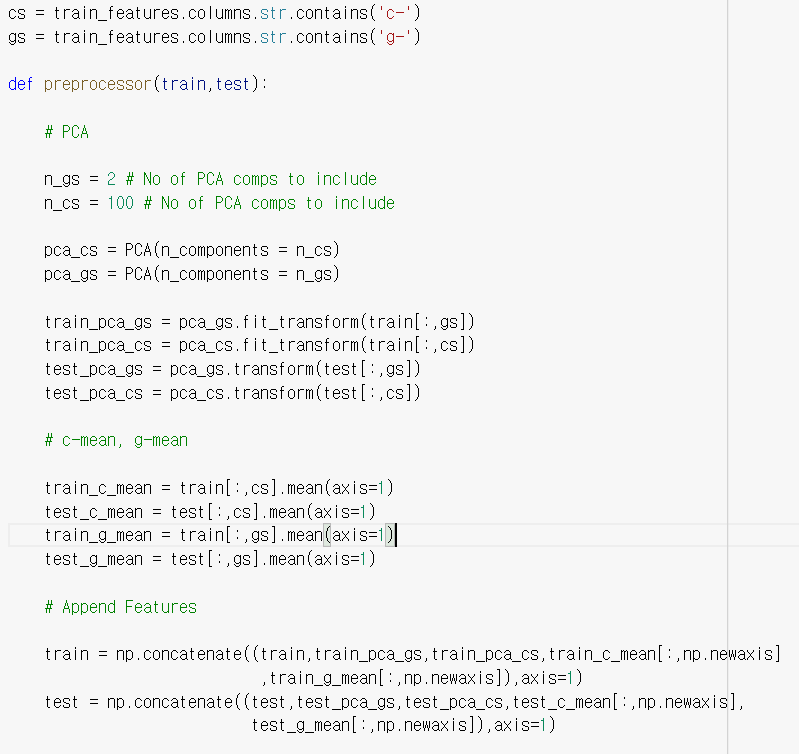 cs = train_features.columns.str.contains('c-')
gs = train_features.columns.str.contains('g-')
def preprocessor(train,test):
# PCA
n_gs = 2 # No of PCA comps to include
n_cs = 100 # No of PCA comps to include
pca_cs = PCA(n_components = n_cs)
pca_gs = PCA(n_components = n_gs)
train_pca_gs = pca_gs.fit_transform(train[:,gs])
train_pca_cs = pca_cs.fit_transform(train[:,cs])
test_pca_gs = pca_gs.transform(test[:,gs])
test_pca_cs = pca_cs.transform(test[:,cs])
# c-mean, g-mean
train_c_mean = train[:,cs].mean(axis=1)
test_c_mean = test[:,cs].mean(axis=1)
train_g_mean = train[:,gs].mean(axis=1)
test_g_mean = test[:,gs].mean(axis=1)
# Append Features
train = np.concatenate((train,train_pca_gs,train_pca_cs,train_c_mean[:,np.newaxis]
,train_g_mean[:,np.newaxis]),axis=1)
test = np.concatenate((test,test_pca_gs,test_pca_cs,test_c_mean[:,np.newaxis],
test_g_mean[:,np.newaxis]),axis=1)